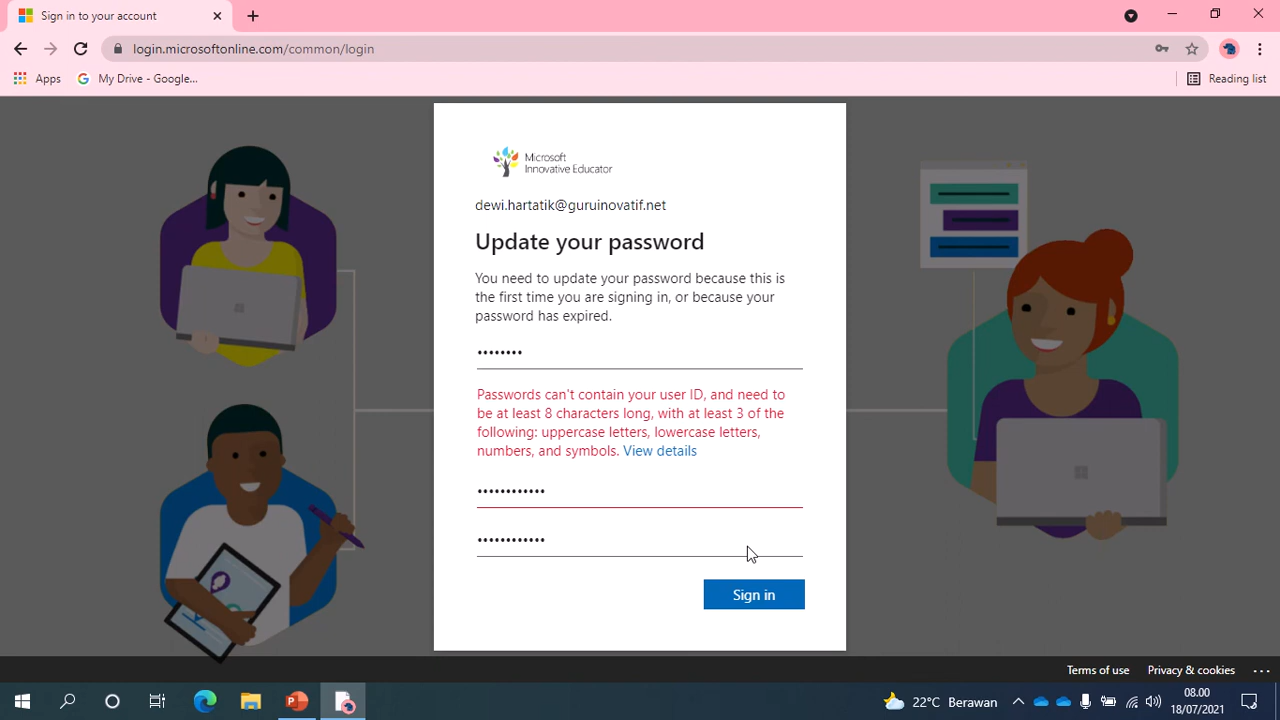 Sign in to your account
login.microsoftonline.com/common/login
Apps
My Drive - Google...
Reading list
Microsoft
Innovative Educator
dewi.hartatik@guruinovatif.net
Update your password
You need to update your password because this is
the first time you are signing in, or because your
password has expired.
••••••••
Passwords can't contain your user ID, and need to
be at least 8 characters long, with at least 3 of the
following: uppercase letters, lowercase letters,
numbers, and symbols. View details
••••••••••••
••••••••••••
Sign in
Terms of use
Privacy & cookies
...
22°C Berawan
08.00
18/07/2021